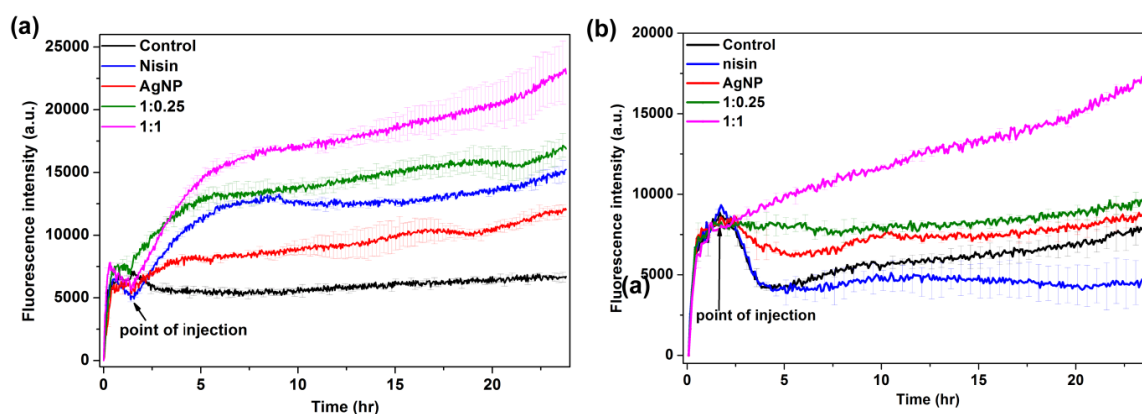 (a)
25000
20000
15000
10000
5000
0
Fluorescence intensity (a.u.)
Control
Nisin
AgNP
1:0.25
1:1
point of injection
0 5 10 15 20
Time (hr)
(b)
20000
15000
10000
5000
0
Fluorescence intensity (a.u.)
Control
nisin
AgNP
1:0.25
1:1
(a)
point of injection
0 5 10 15 20
Time (hr)